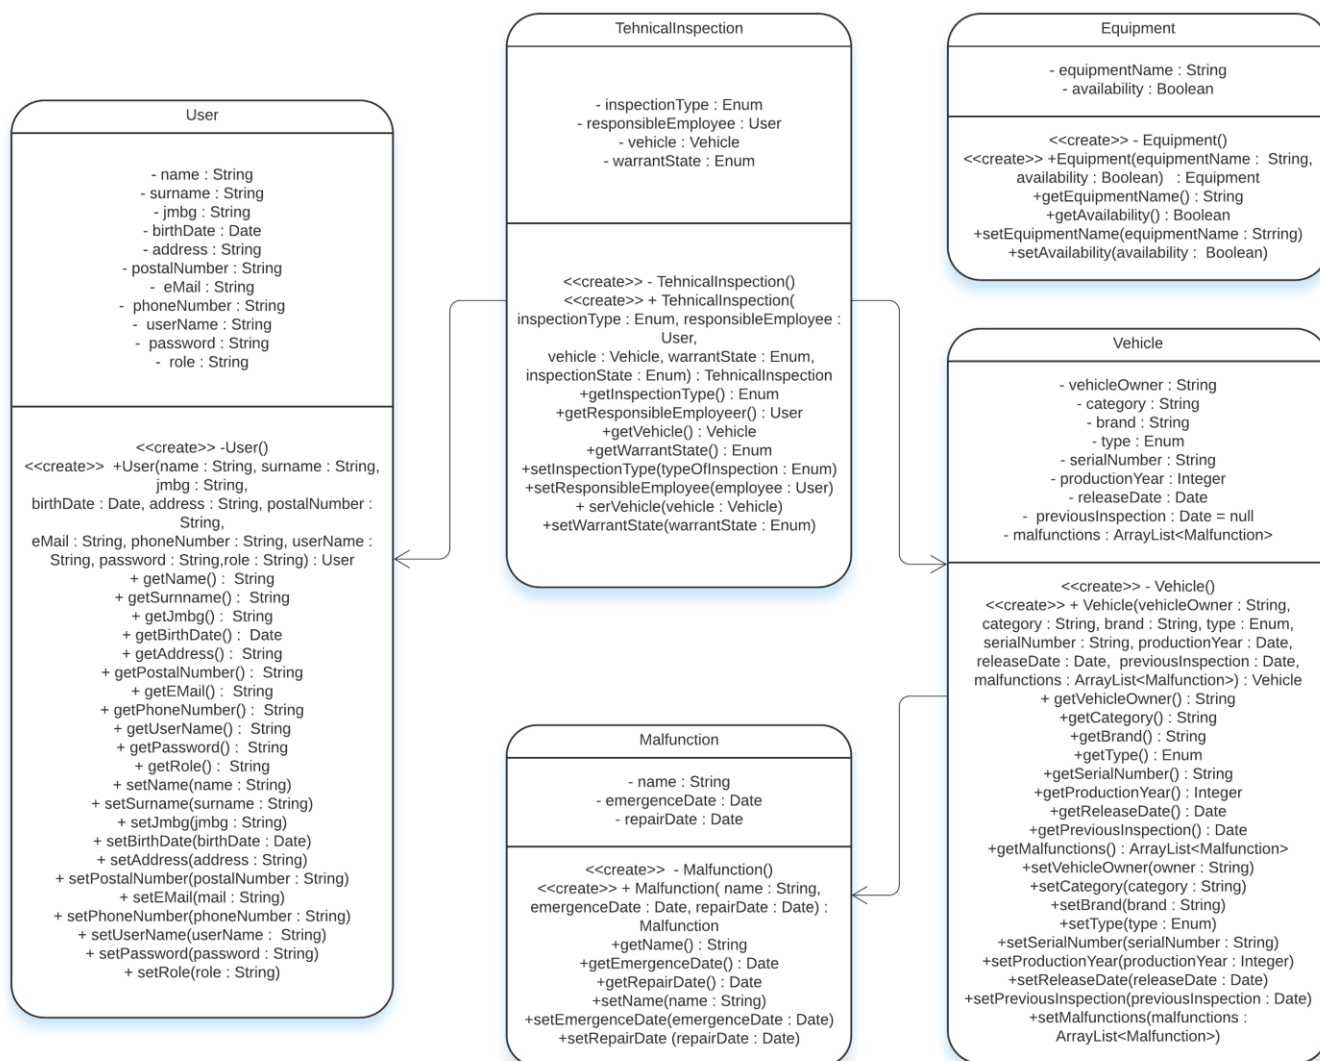 User
- name : String
- surname : String
- jmbg : String
- birthDate : Date
- address : String
- postalNumber : String
- eMail : String
- phoneNumber : String
- userName : String
- password : String
- role : String
<<create>> -User()
<<create>> +User(name : String, surname : String,
jmbg : String,
birthDate : Date, address : String, postalNumber :
String,
eMail : String, phoneNumber : String, userName :
String, password : String,role : String) : User
+ getName() : String
+ getSurnname() : String
+ getJmbg() : String
+ getBirthDate() : Date
+ getAddress() : String
+ getPostalNumber() : String
+ getEMail() : String
+ getPhoneNumber() : String
+ getUserName() : String
+ getPassword() : String
+ getRole() : String
+ setName(name : String)
+ setSurname(surname : String)
+ setJmbg(jmbg : String)
+ setBirthDate(birthDate : Date)
+ setAddress(address : String)
+ setPostalNumber(postalNumber : String)
+ setEMail(mail : String)
+ setPhoneNumber(phoneNumber : String)
+ setUserName(userName : String)
+ setPassword(password : String)
+ setRole(role : String)
TehnicalInspection
- inspectionType : Enum
- responsibleEmployee : User
- vehicle : Vehicle
- warrantState : Enum
<<create>> - TehnicalInspection()
<<create>> + TehnicalInspection(
inspectionType : Enum, responsibleEmployee :
User,
vehicle : Vehicle, warrantState : Enum,
inspectionState : Enum) : TehnicalInspection
+getInspectionType() : Enum
+getResponsibleEmployeer() : User
+getVehicle() : Vehicle
+getWarrantState() : Enum
+setInspectionType(typeOfInspection : Enum)
+setResponsibleEmployee(employee : User)
+ serVehicle(vehicle : Vehicle)
+setWarrantState(warrantState : Enum)
Malfunction
- name : String
- emergenceDate : Date
- repairDate : Date
<<create>> - Malfunction()
<<create>> + Malfunction( name : String,
emergenceDate : Date, repairDate : Date) :
Malfunction
+getName() : String
+getEmergenceDate() : Date
+getRepairDate() : Date
+setName(name : String)
+setEmergenceDate(emergenceDate : Date)
+setRepairDate (repairDate : Date)
Equipment
- equipmentName : String
- availability : Boolean
<<create>> - Equipment()
<<create>> +Equipment(equipmentName : String,
availability : Boolean) : Equipment
+getEquipmentName() : String
+getAvailability() : Boolean
+setEquipmentName(equipmentName : Strring)
+setAvailability(availability : Boolean)
Vehicle
- vehicleOwner : String
- category : String
- brand : String
- type : Enum
- serialNumber : String
- productionYear : Integer
- releaseDate : Date
- previousInspection : Date = null
- malfunctions : ArrayList<Malfunction>
<<create>> - Vehicle()
<<create>> + Vehicle(vehicleOwner : String,
category : String, brand : String, type : Enum,
serialNumber : String, productionYear : Date,
releaseDate : Date, previousInspection : Date,
malfunctions : ArrayList<Malfunction>) : Vehicle
+ getVehicleOwner() : String
+getCategory() : String
+getBrand() : String
+getType() : Enum
+getSerialNumber() : String
+getProductionYear() : Integer
+getReleaseDate() : Date
+getPreviousInspection() : Date
+getMalfunctions() : ArrayList<Malfunction>
+setVehicleOwner(owner : String)
+setCategory(category : String)
+setBrand(brand : String)
+setType(type : Enum)
+setSerialNumber(serialNumber : String)
+setProductionYear(productionYear : Integer)
+setReleaseDate(releaseDate : Date)
+setPreviousInspection(previousInspection : Date)
+setMalfunctions(malfunctions :
ArrayList<Malfunction>)